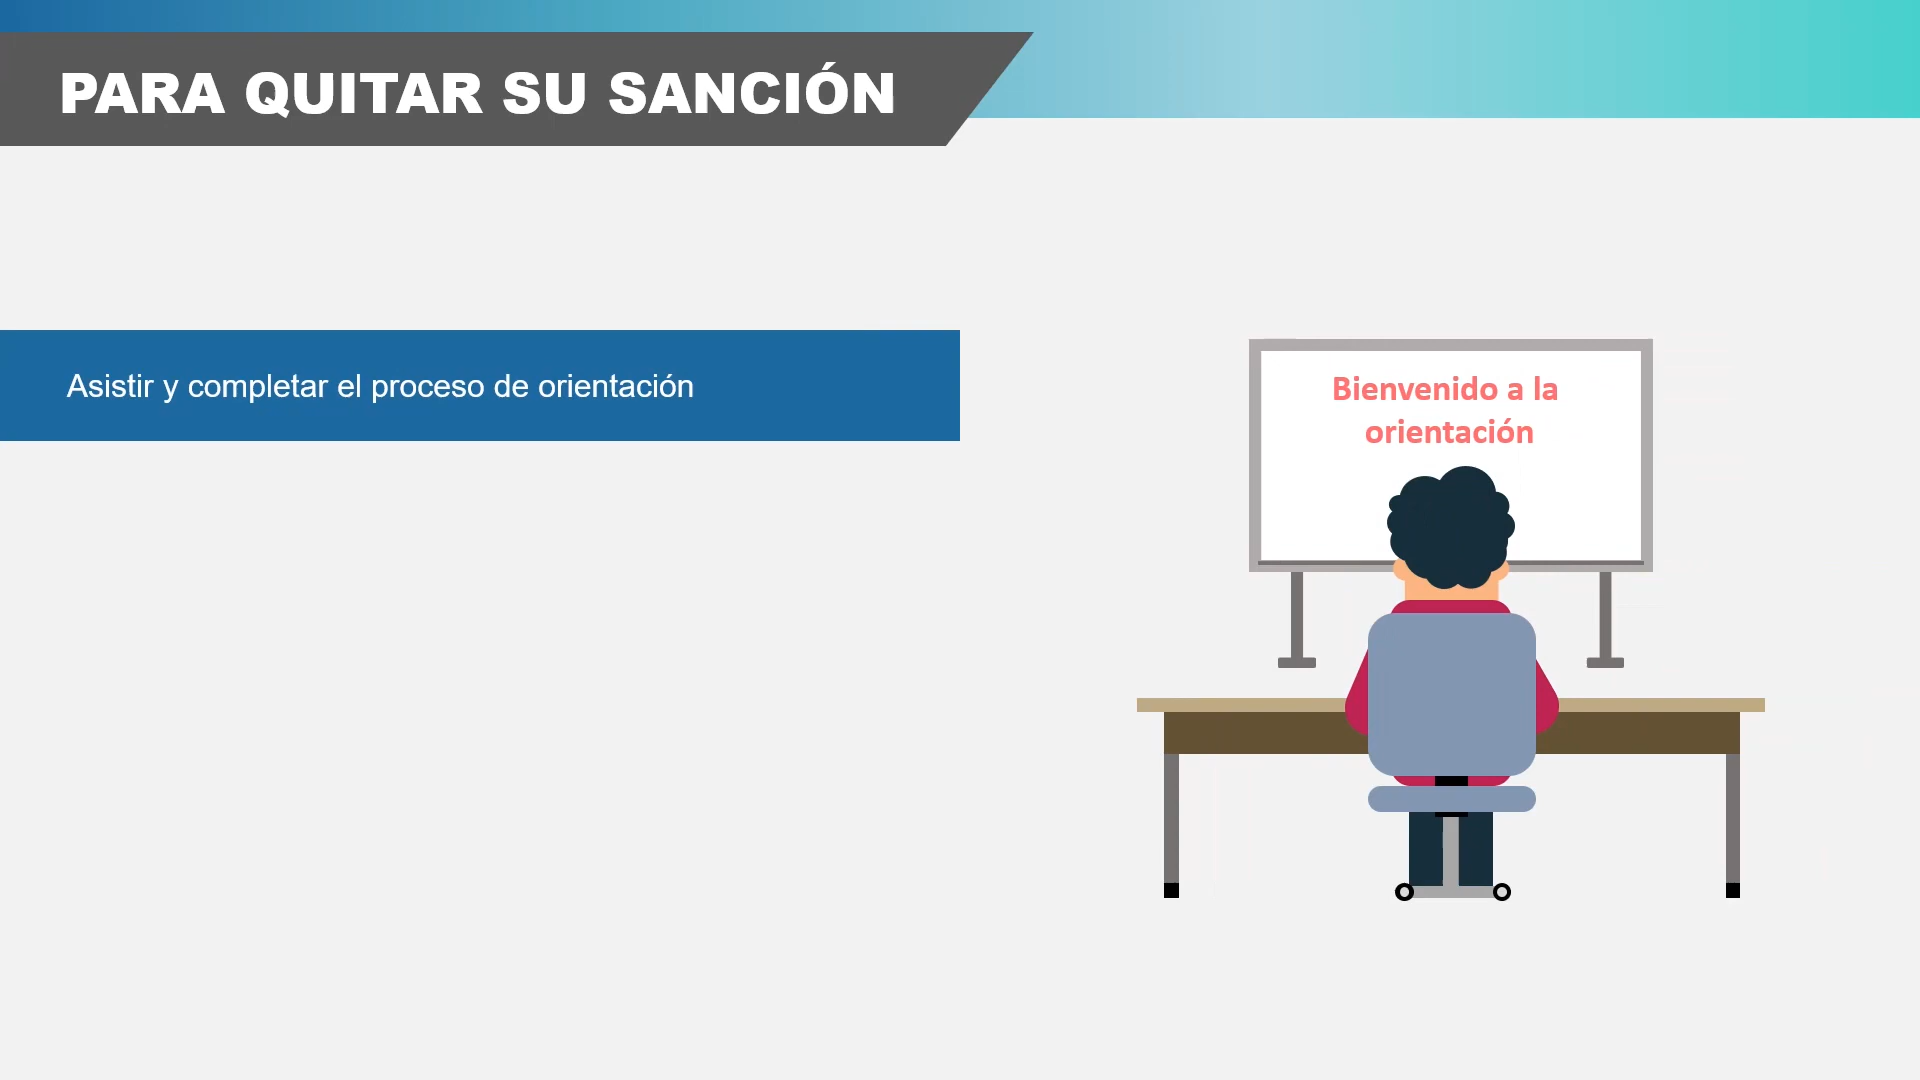 PARA QUITAR SU SANCIÓN
Asistir y completar el proceso de orientación
Bienvenido a la
orientación